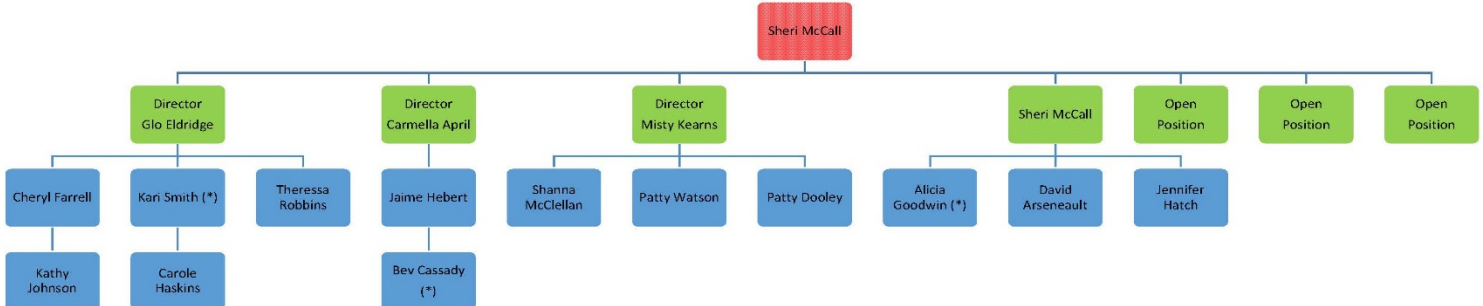 Sheri McCall
Director
Glo Eldridge
Director
Carmella April
Director
Misty Kearns
Sheri McCall
Open
Position
Open
Position
Open
Position
Cheryl Farrell
Kari Smith (*)
Theressa
Robbins
Jaime Hebert
Shanna
McClellan
Patty Watson
Patty Dooley
Alicia
Goodwin (*)
David
Arseneault
Jennifer
Hatch
Kathy
Johnson
Carole
Haskins
Bev Cassady
(*)